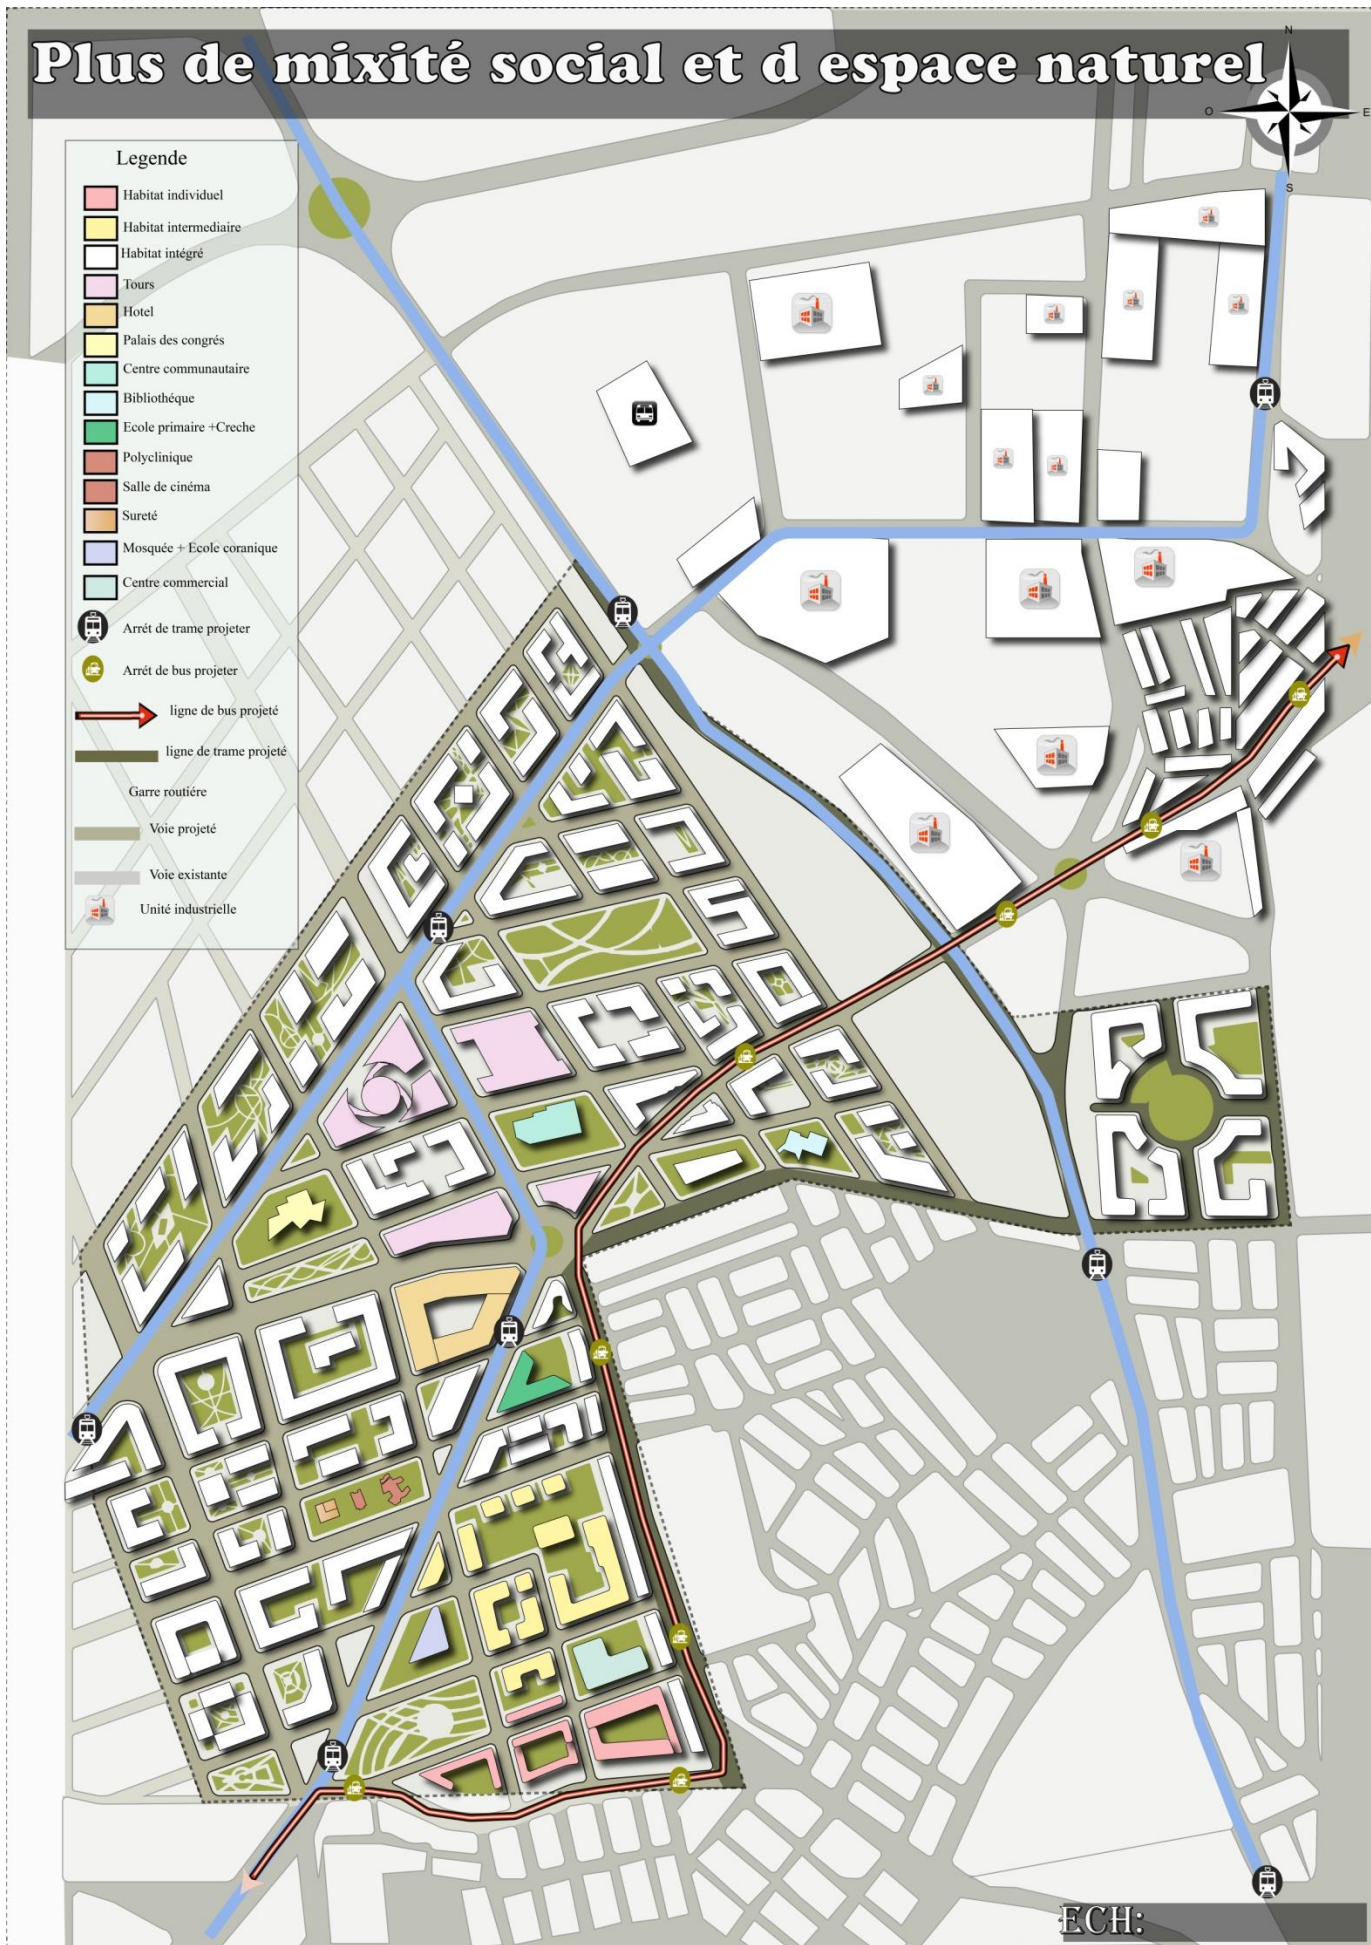 Plus de mixité social et d espace naturel
N
O
E
S
Legende
Habitat individuel
Habitat intermediaire
Habitat intégré
Tours
Hotel
Palais des congrés
Centre communautaire
Bibliothéque
Ecole primaire +Creche
Polyclinique
Salle de cinéma
Sureté
Mosquée + Ecole coranique
Centre commercial
Arrét de trame projeter
Arrét de bus projeter
ligne de bus projeté
ligne de trame projeté
Garre routiére
Voie projeté
Voie existante
Unité industrielle
ECH: